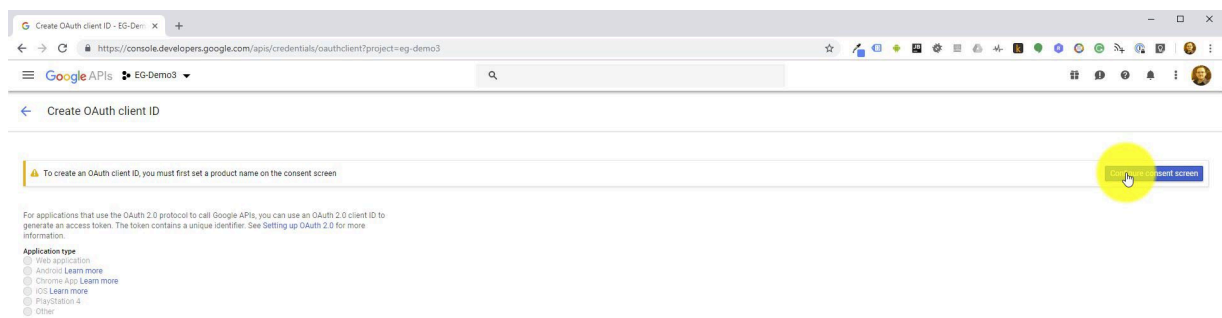 Create OAuth client ID - EG-Dem
https://console.developers.google.com/apis/credentials/oauthclient?project=eg-demo3
Google APIs EG-Demo3
Create OAuth client ID
To create an OAuth client ID, you must first set a product name on the consent screen
Configure consent screen
For applications that use the OAuth 2.0 protocol to call Google APIs, you can use an OAuth 2.0 client ID to
generate an access token. The token contains a unique identifier. See Setting up OAuth 2.0 for more
information.
Application type
Web application
Android Learn more
Chrome App Learn more
iOS Learn more
PlayStation 4
Other